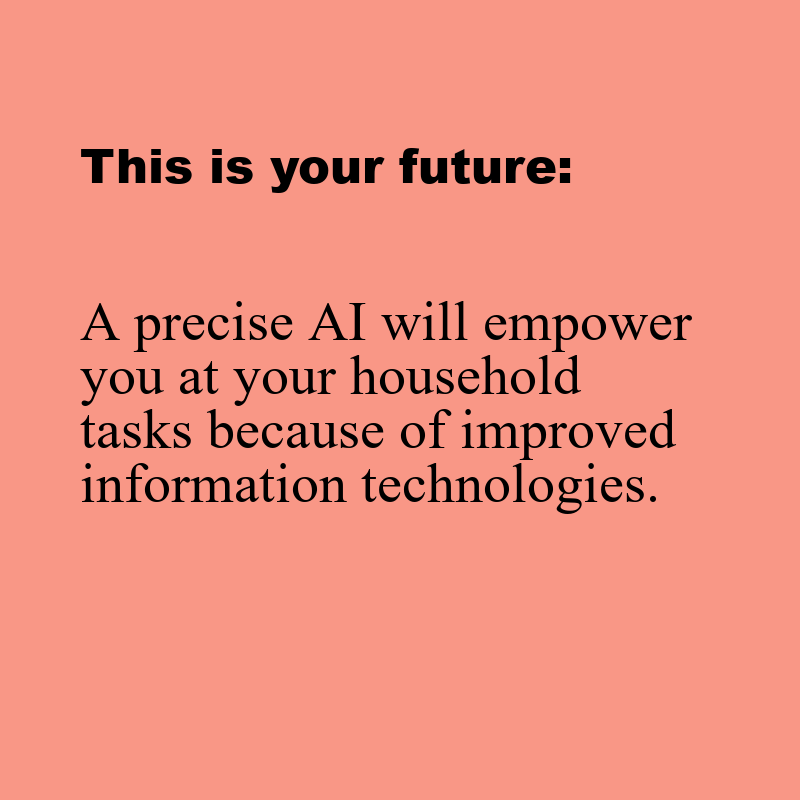 This is your future:
A precise AI will empower
you at your household
tasks because of improved
information technologies.